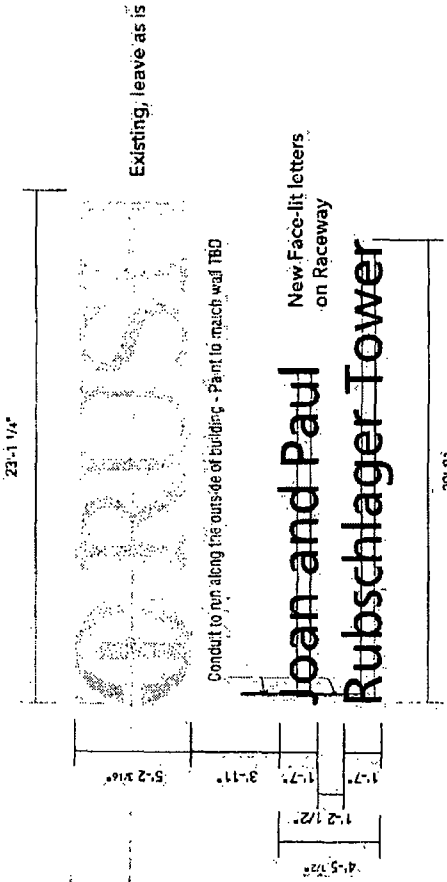 23'-1 1/4"
RUSH
Existing, leave as is
5'-2 3/16"
Conduit to run along the outside of building - Paint to match wall TBD
3'-11"
New Face-lit letters
on Raceway
Joan and Paul
Rubschlager Tower
1'-7"
1'-2 1/2"
1'-7"
4'-5 1/2"